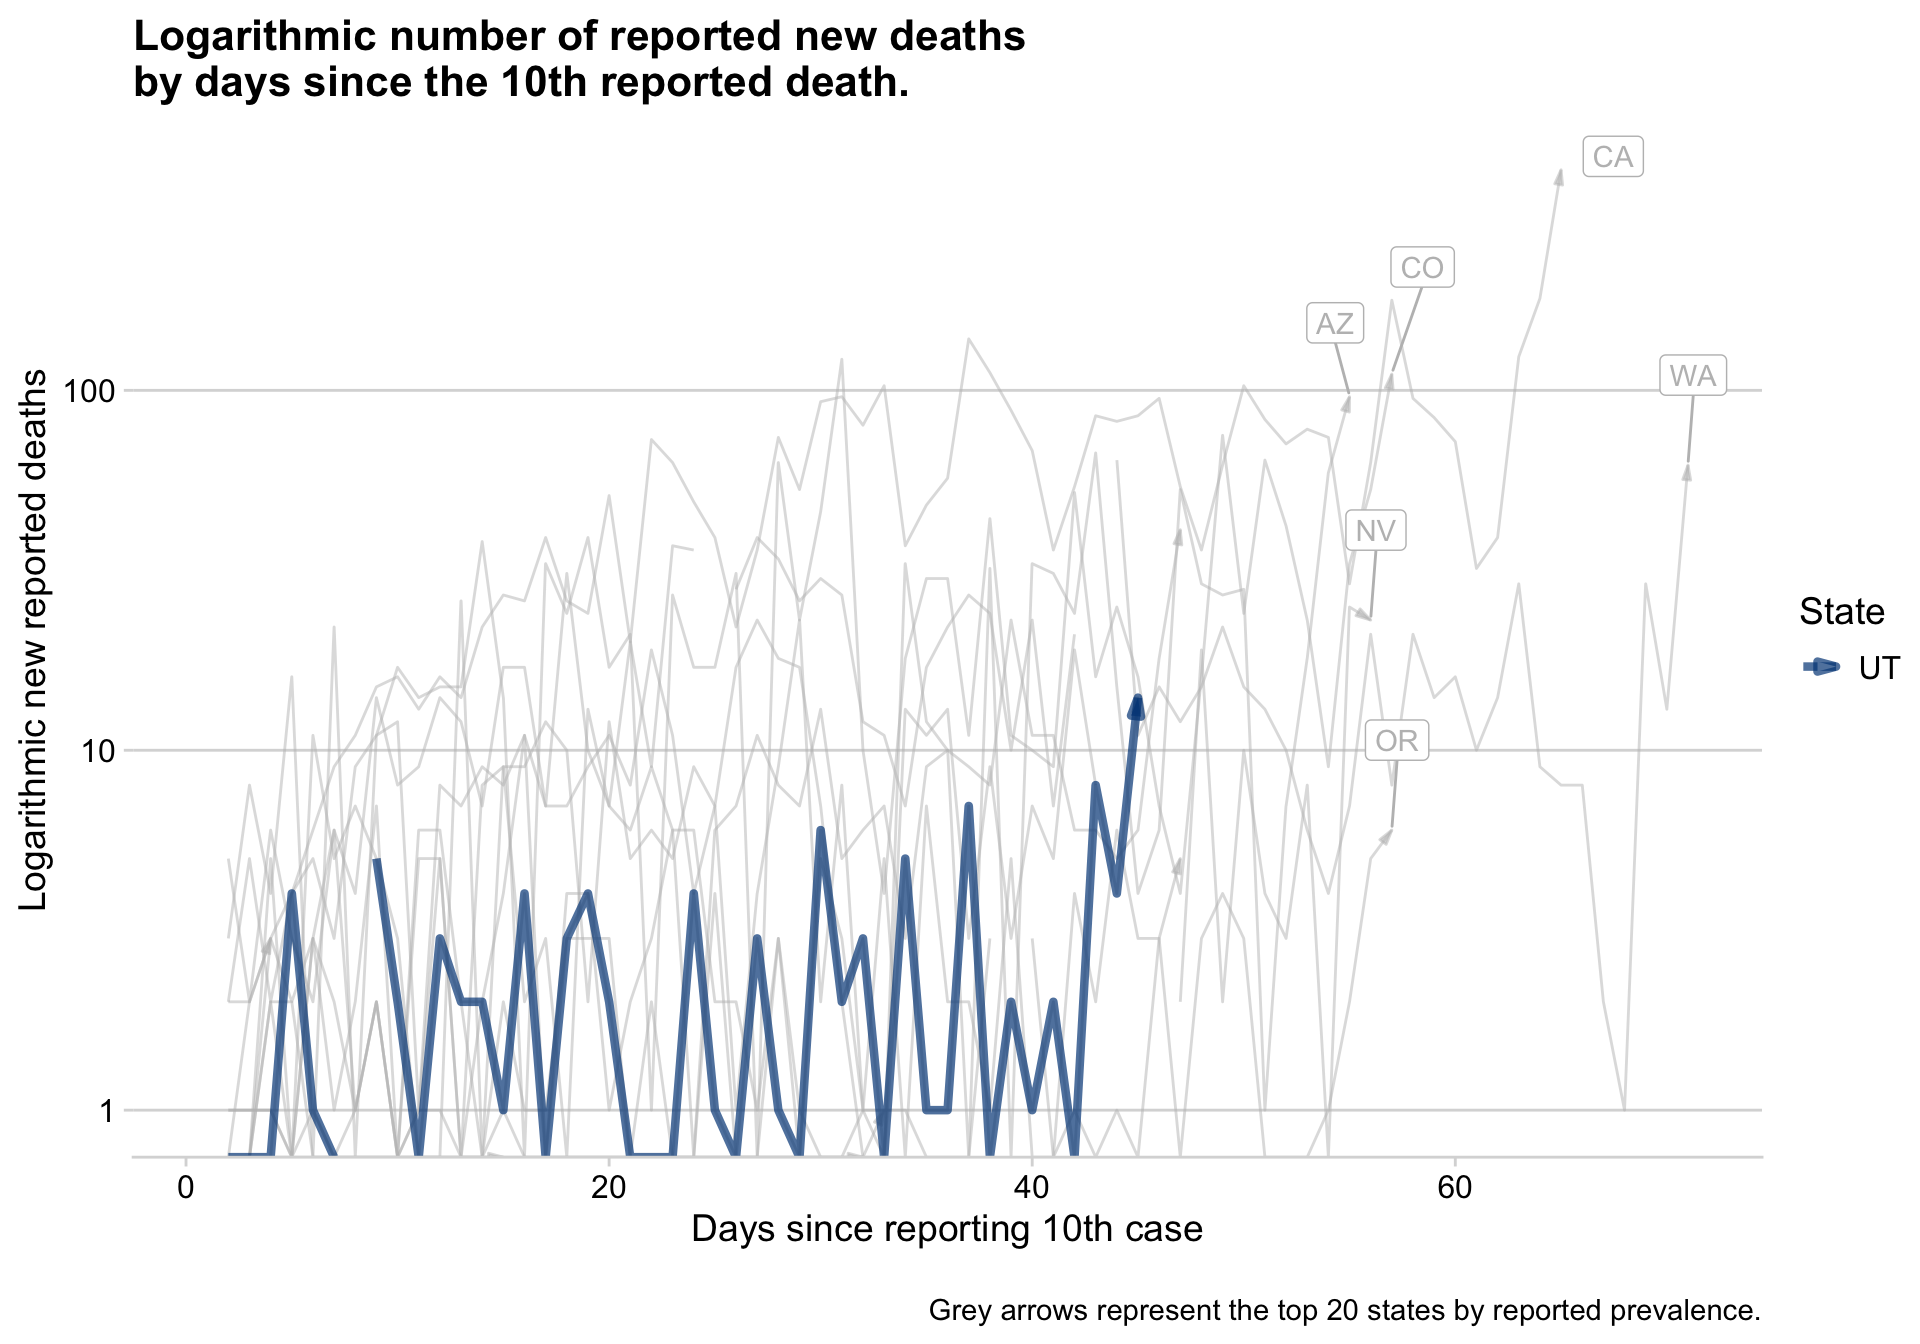 Logarithmic number of reported new deaths
by days since the 10th reported death.
CA
CO
AZ
WA
100
NV
OR
10
1
Logarithmic new reported deaths
State
UT
0 20 40 60
Days since reporting 10th case
Grey arrows represent the top 20 states by reported prevalence.